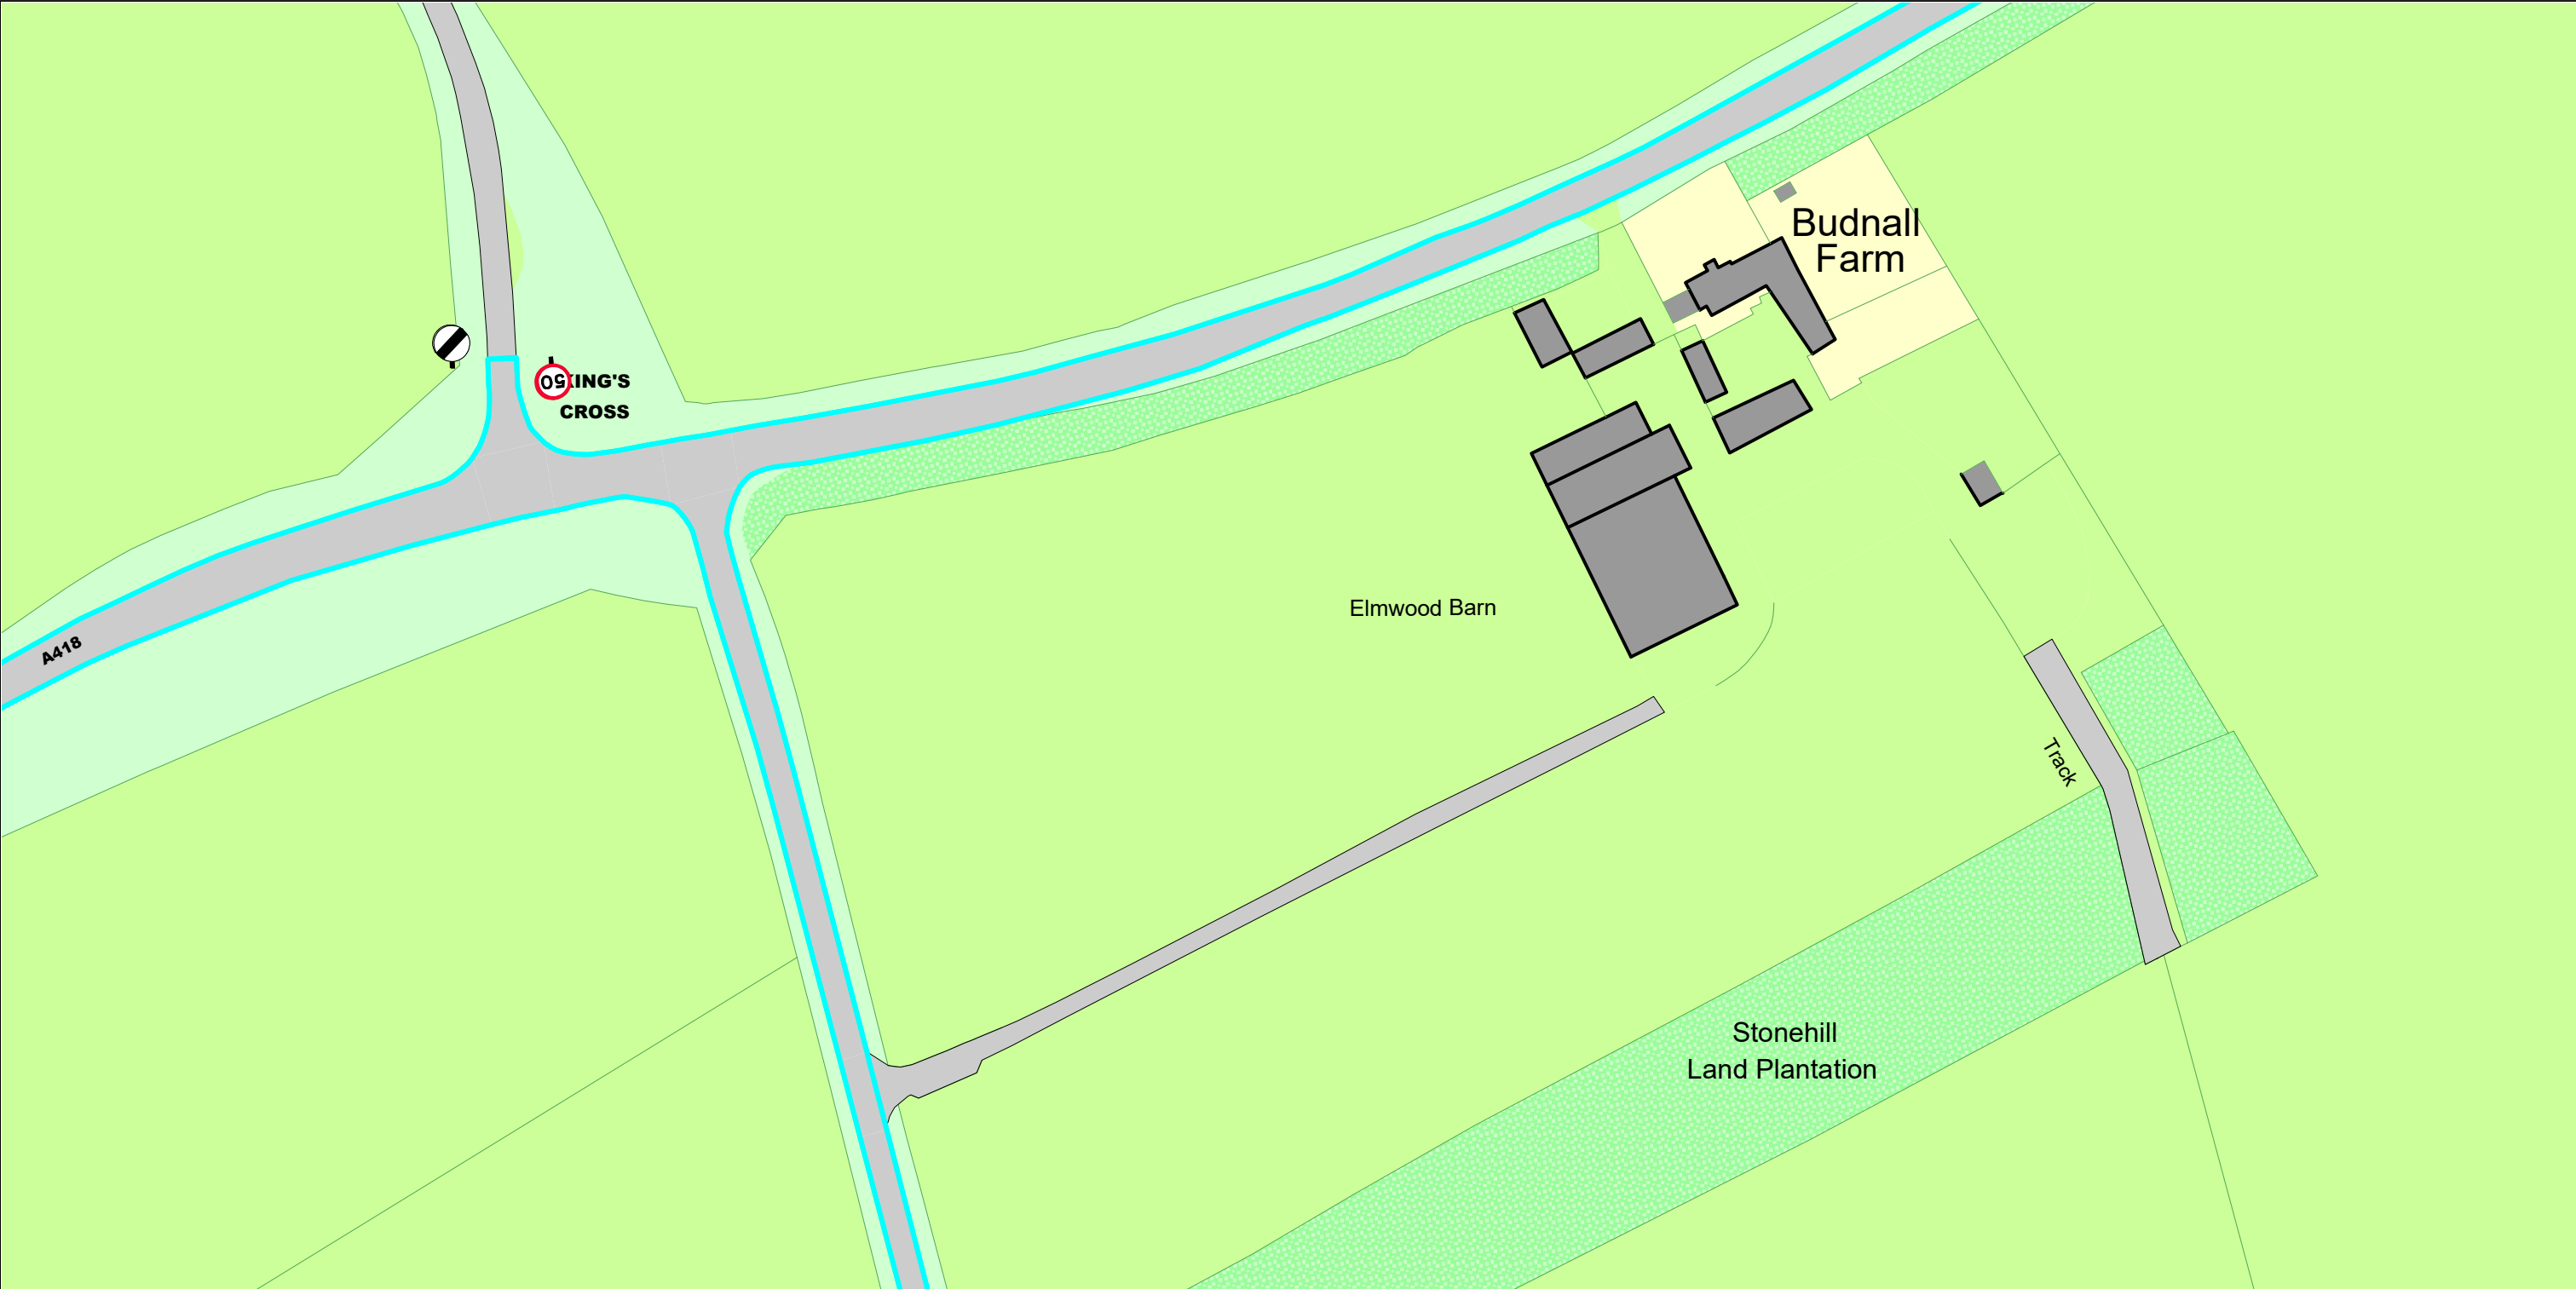 Budnall
Farm
50
KING'S
CROSS
A418
Elmwood Barn
Track
Stonehill
Land Plantation